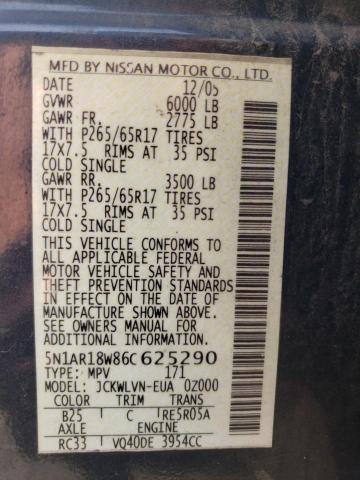 MFD BY NISSAN MOTOR CO., LTD.
DATE 12/05
GVWR 6000 LB
GAWR FR. 2775 LB
WITH P265/65R17 TIRES
17X7.5 RIMS AT 35 PSI
COLD SINGLE
GAWR RR. 3500 LB
WITH P265/65R17 TIRES
17X7.5 RIMS AT 35 PSI
COLD SINGLE
THIS VEHICLE CONFORMS TO
ALL APPLICABLE FEDERAL
MOTOR VEHICLE SAFETY AND
THEFT PREVENTION STANDARDS
IN EFFECT ON THE DATE OF
MANUFACTURE SHOWN ABOVE.
SEE OWNERS MANUAL FOR
ADDITIONAL INFORMATION.
5N1AR18W86C625290
TYPE: MPV 171
MODEL: JCKWLVN-EUA 0Z000
COLOR TRIM TRANS
B25 C RE5R05A
AXLE ENGINE
RC33 VQ40DE 3954CC